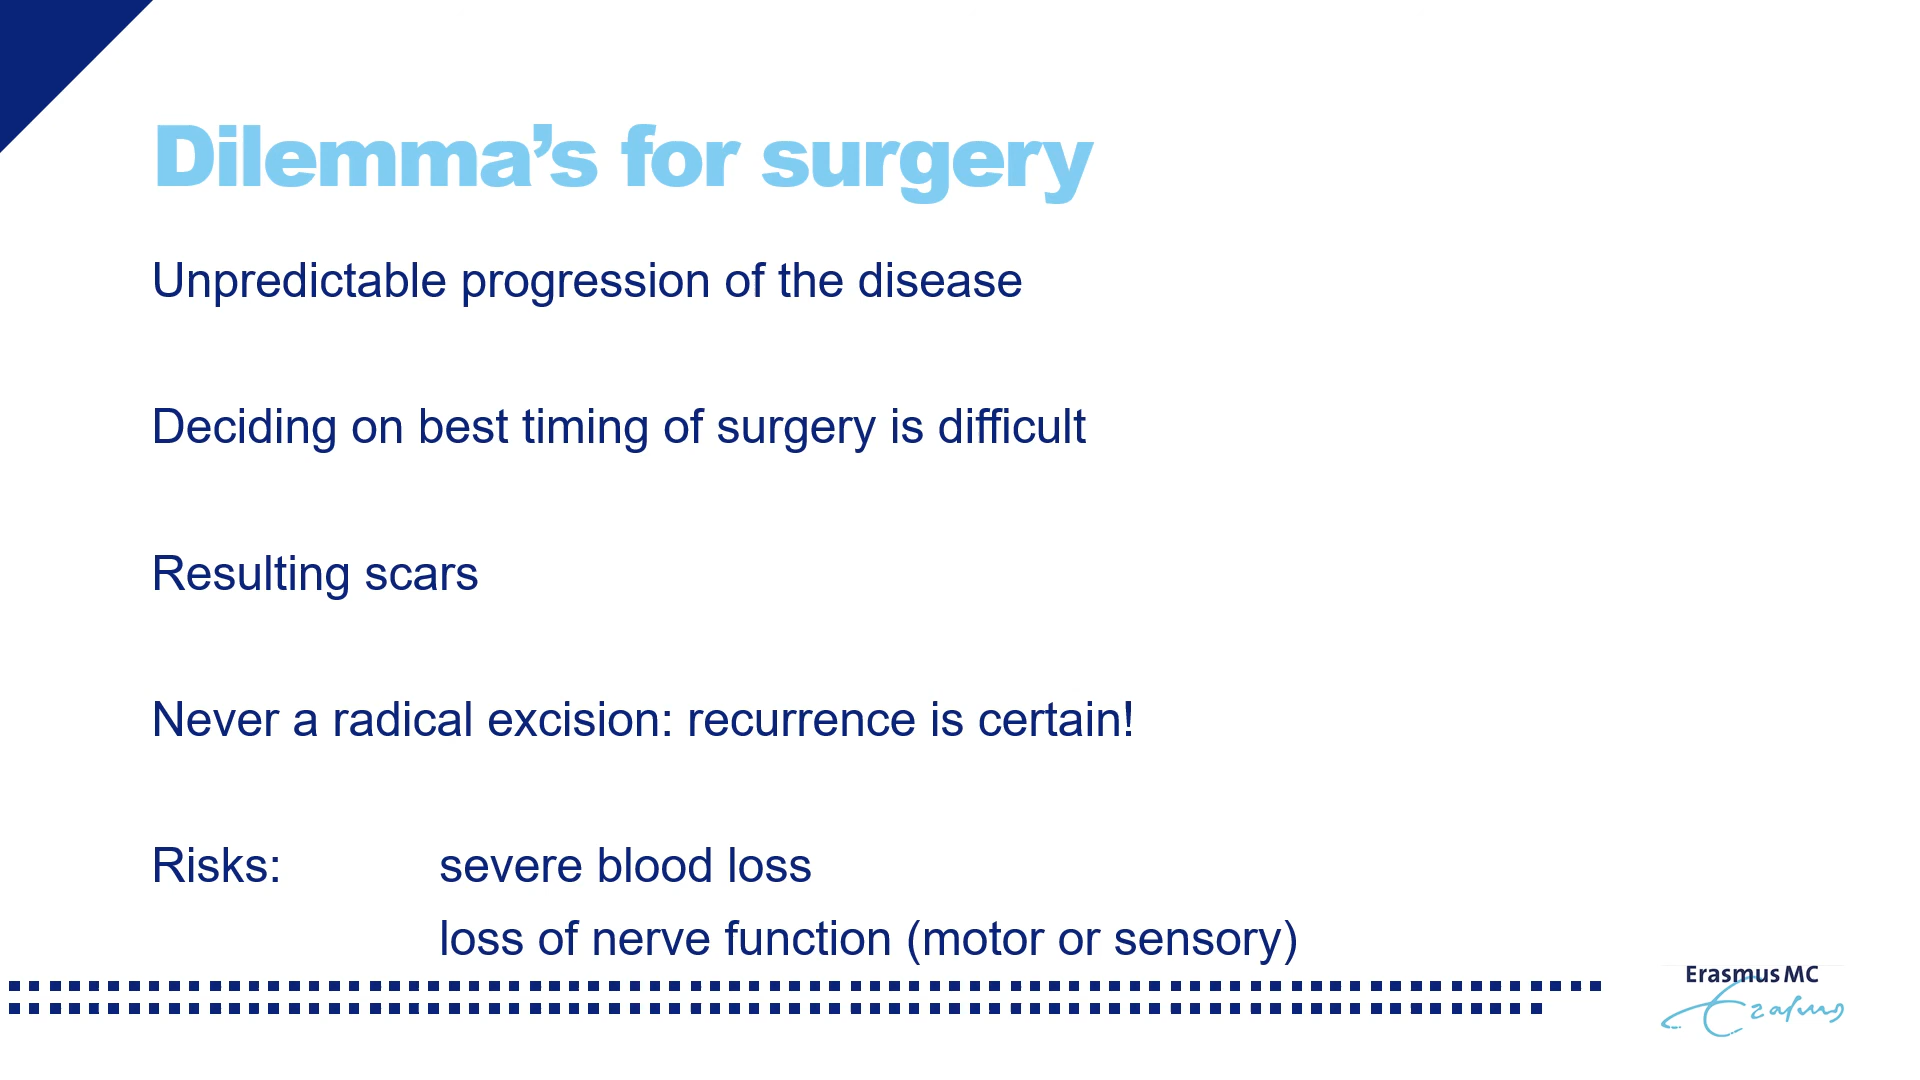 Dilemma’s for surgery
Unpredictable progression of the disease
Deciding on best timing of surgery is difficult
Resulting scars
Never a radical excision: recurrence is certain!
Risks: severe blood loss
loss of nerve function (motor or sensory)
Erasmus MC
Erasmus